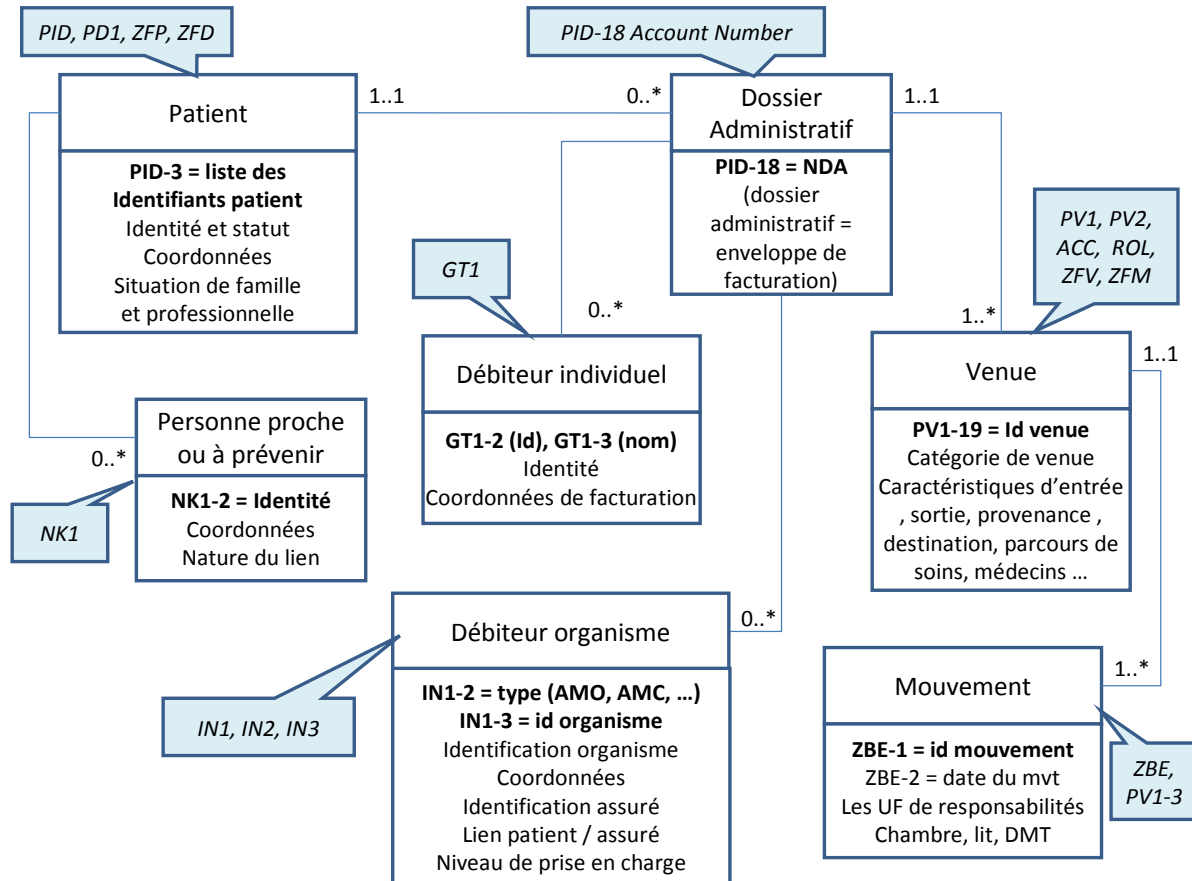 PID, PD1, ZFP, ZFD
PID-18 Account Number
Patient
1..1
0..*
Dossier
Administratif
1..1
PID-3 = liste des
Identifiants patient
Identité et statut
Coordonnées
Situation de famille
et professionnelle
PID-18 = NDA
(dossier
administratif =
enveloppe de
facturation)
PV1, PV2,
ACC, ROL,
ZFV, ZFM
GT1
0..*
1..*
Débiteur individuel
GT1-2 (Id), GT1-3 (nom)
Identité
Coordonnées de facturation
Venue
1..1
PV1-19 = Id venue
Catégorie de venue
Caractéristiques d’entrée
, sortie, provenance ,
destination, parcours de
soins, médecins …
Personne proche
ou à prévenir
0..*
NK1-2 = Identité
Coordonnées
Nature du lien
NK1
Débiteur organisme
0..*
IN1-2 = type (AMO, AMC, …)
IN1-3 = id organisme
Identification organisme
Coordonnées
Identification assuré
Lien patient / assuré
Niveau de prise en charge
IN1, IN2, IN3
Mouvement
1..*
ZBE-1 = id mouvement
ZBE-2 = date du mvt
Les UF de responsabilités
Chambre, lit, DMT
ZBE,
PV1-3